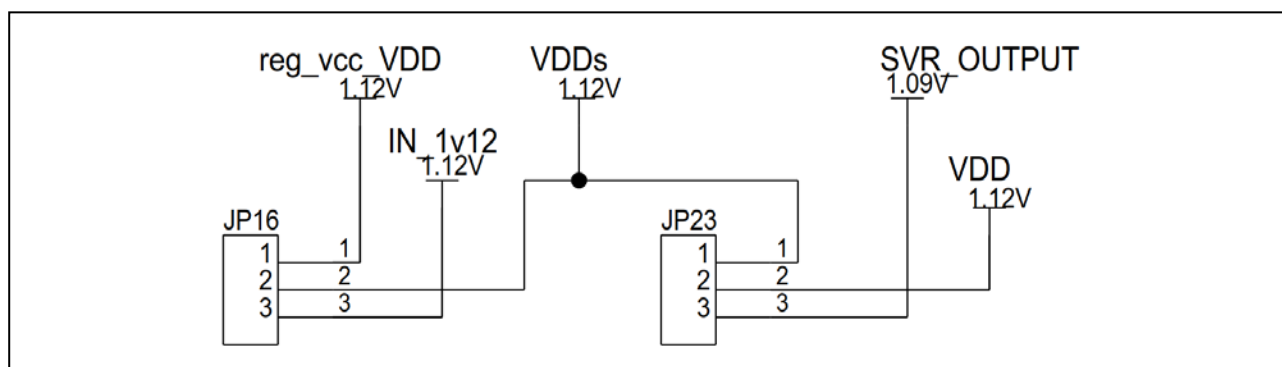 reg_vcc_VDD
1.12V
VDDs
1.12V
SVR_OUTPUT
1.09V
IN_1v12
1.12V
VDD
1.12V
JP16
1 1
2 2
3 3
JP23
1 1
2 2
3 3